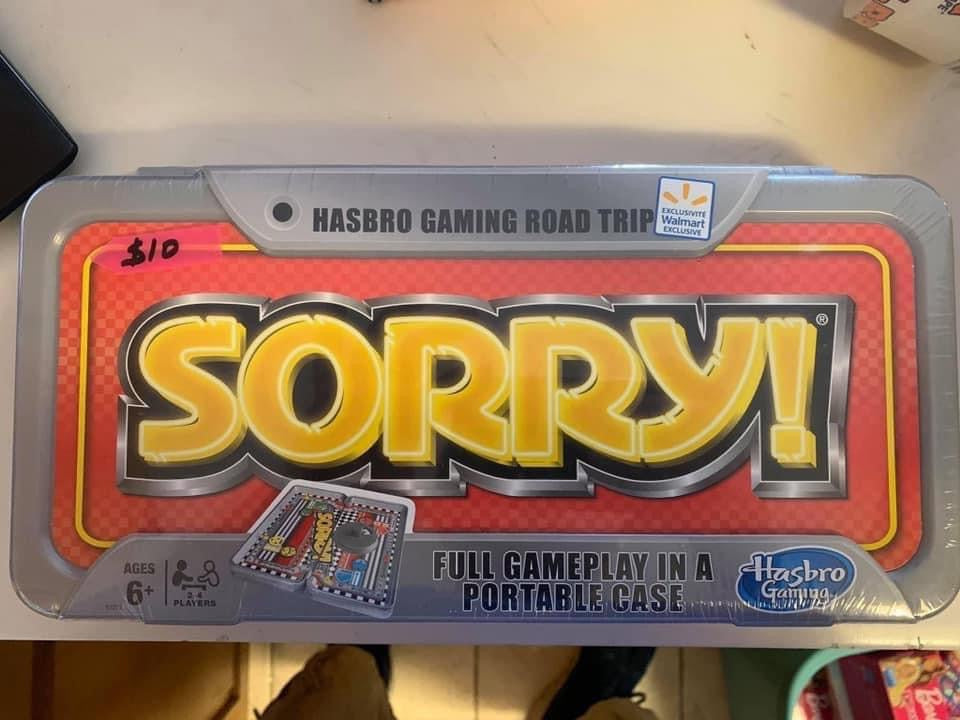 HASBRO GAMING ROAD TRIP
EXCLUSIVITÉ
Walmart
EXCLUSIVE
$10
SORRY!®
SORRY!
AGES
6+
2-4
PLAYERS
FULL GAMEPLAY IN A
PORTABLE CASE
Hasbro
Gaming